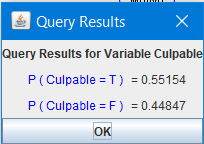 Query Results
Query Results for Variable Culpable
P ( Culpable = T ) = 0.55154
P ( Culpable = F ) = 0.44847
OK